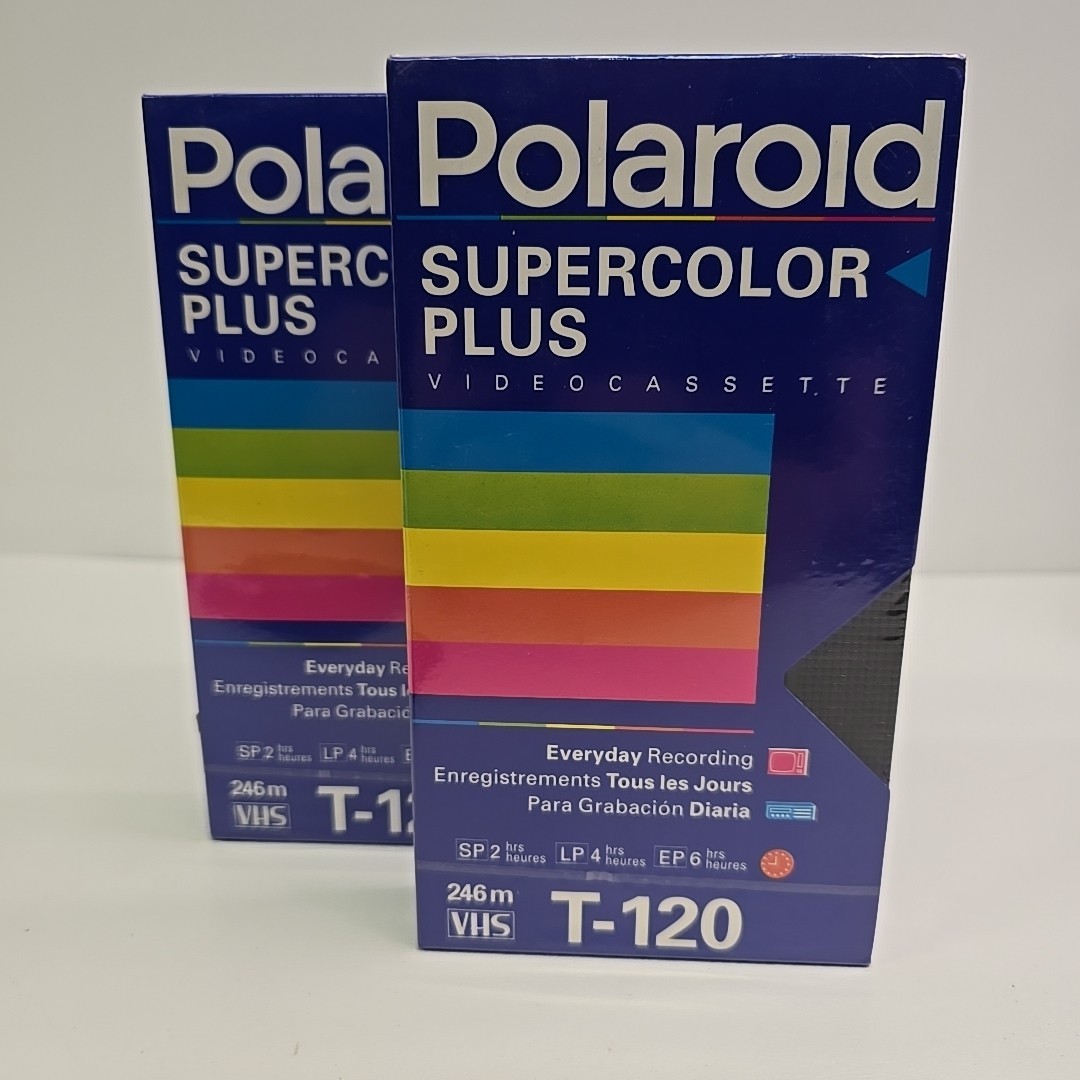 Polaroid
SUPERCOLOR
PLUS
VIDEOCASSETTE
Everyday Recording
Enregistrements Tous les Jours
Para Grabación Diaria
SP 2 hrs heures LP 4 hrs heures EP 6 hrs heures
246m
VHS T-120
Pola
SUPERC
PLUS
VIDEOCA
Everyday Re
Enregistrements Tous l
Para Grabació
SP 2 hrs heures LP 4 hrs heures E
246m
VHS T-12